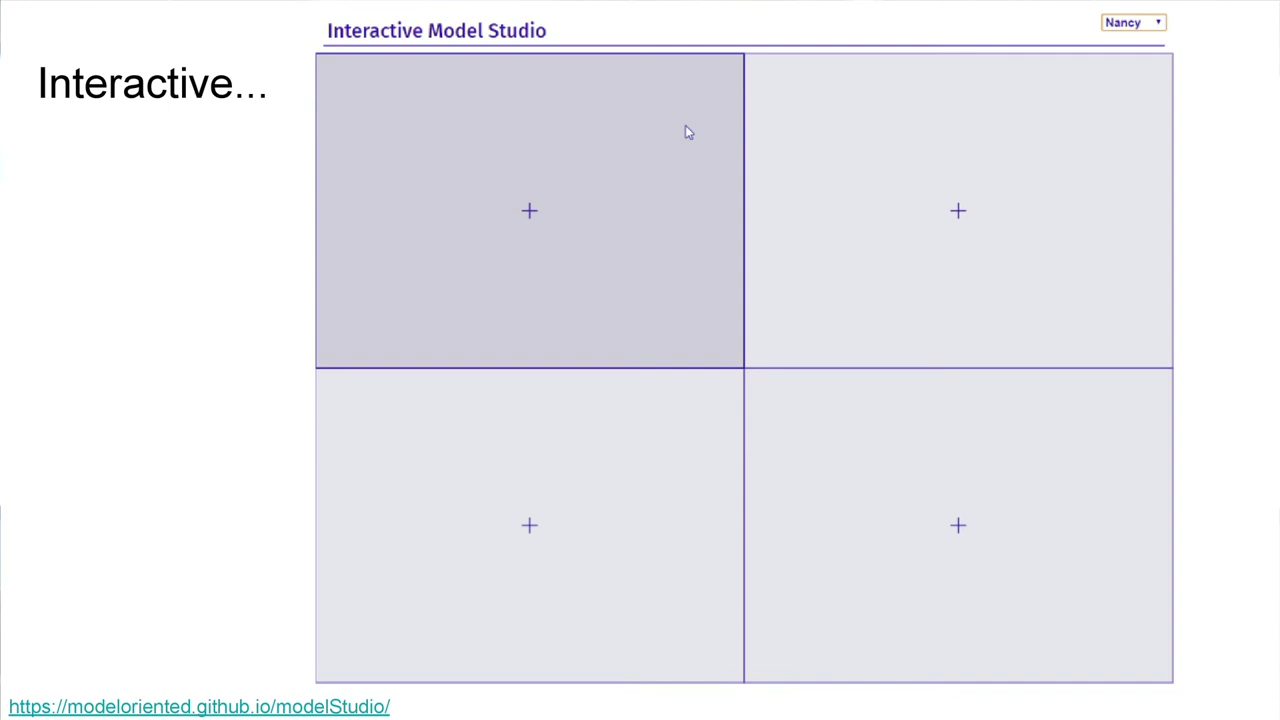 Interactive Model Studio
Nancy
Interactive...
https://modeloriented.github.io/modelStudio/